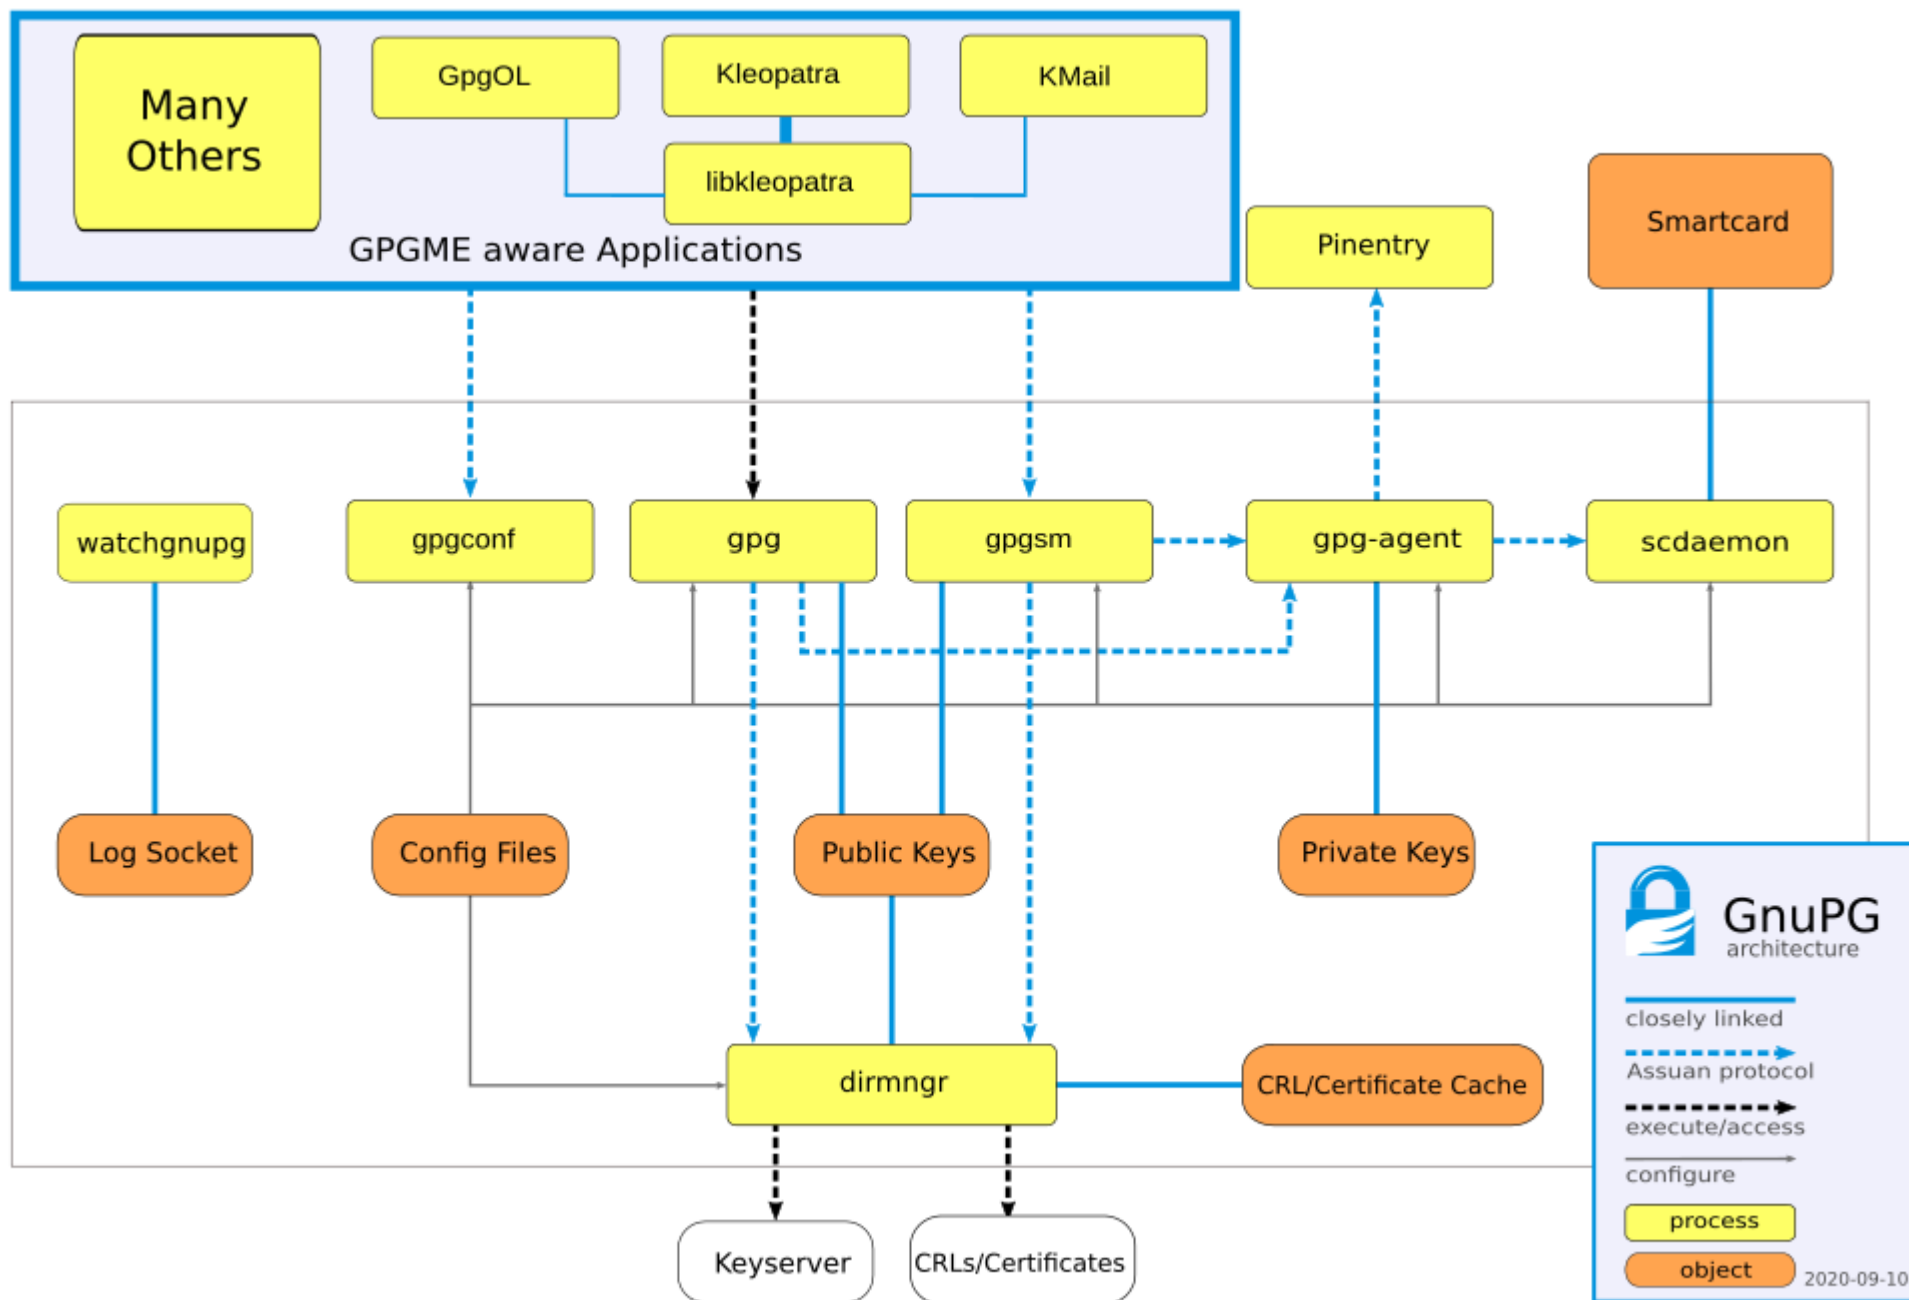 Many
Others
GpgOL
Kleopatra
KMail
libkleopatra
GPGME aware Applications
Pinentry
Smartcard
watchgnupg
gpgconf
gpg
gpgsm
gpg-agent
scdaemon
Log Socket
Config Files
Public Keys
Private Keys
dirmngr
CRL/Certificate Cache
Keyserver
CRLs/Certificates
GnuPG
architecture
closely linked
Assuan protocol
execute/access
configure
process
object
2020-09-10